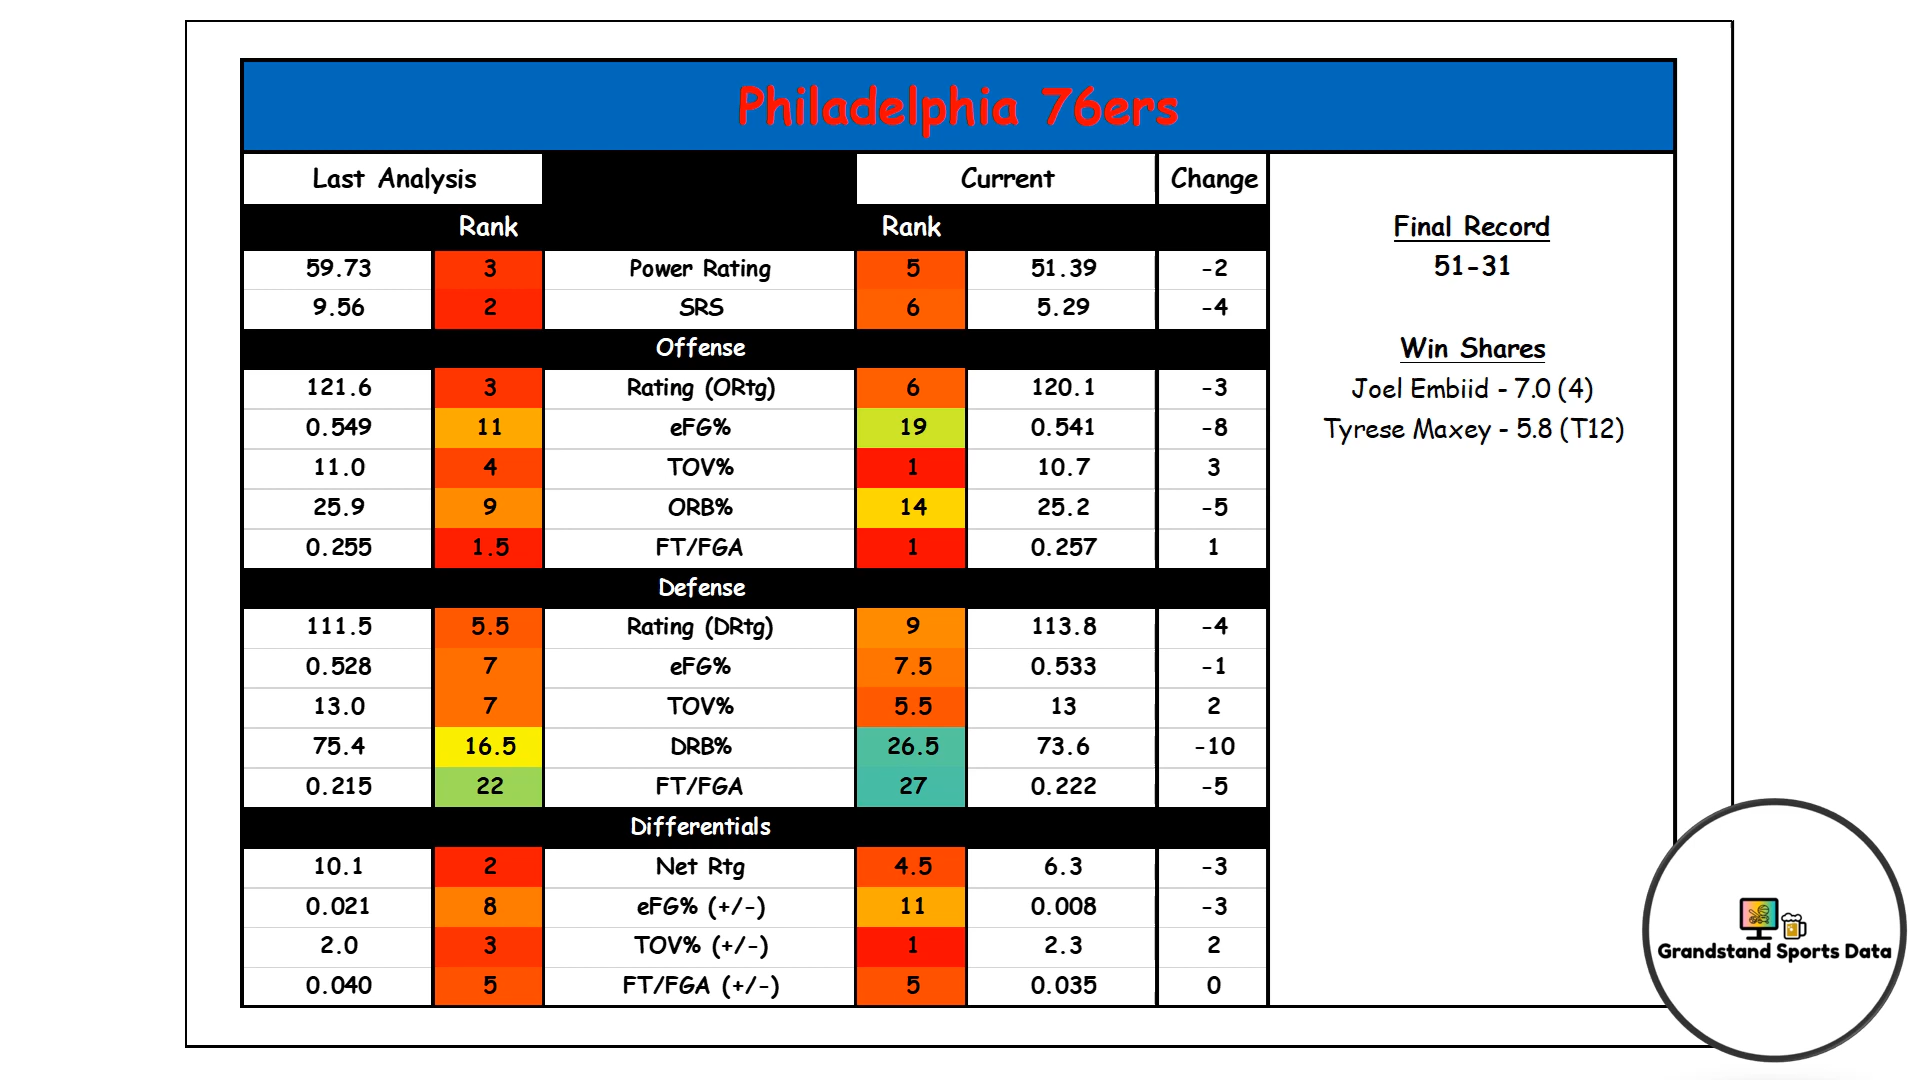 Philadelphia 76ers
Last Analysis Current Change
Rank Rank
59.73 3 Power Rating 5 51.39 -2
9.56 2 SRS 6 5.29 -4
Offense
121.6 3 Rating (ORtg) 6 120.1 -3
0.549 11 eFG% 19 0.541 -8
11.0 4 TOV% 1 10.7 3
25.9 9 ORB% 14 25.2 -5
0.255 1.5 FT/FGA 1 0.257 1
Defense
111.5 5.5 Rating (DRtg) 9 113.8 -4
0.528 7 eFG% 7.5 0.533 -1
13.0 7 TOV% 5.5 13 2
75.4 16.5 DRB% 26.5 73.6 -10
0.215 22 FT/FGA 27 0.222 -5
Differentials
10.1 2 Net Rtg 4.5 6.3 -3
0.021 8 eFG% (+/-) 11 0.008 -3
2.0 3 TOV% (+/-) 1 2.3 2
0.040 5 FT/FGA (+/-) 5 0.035 0
Final Record
51-31
Win Shares
Joel Embiid - 7.0 (4)
Tyrese Maxey - 5.8 (T12)
Grandstand Sports Data